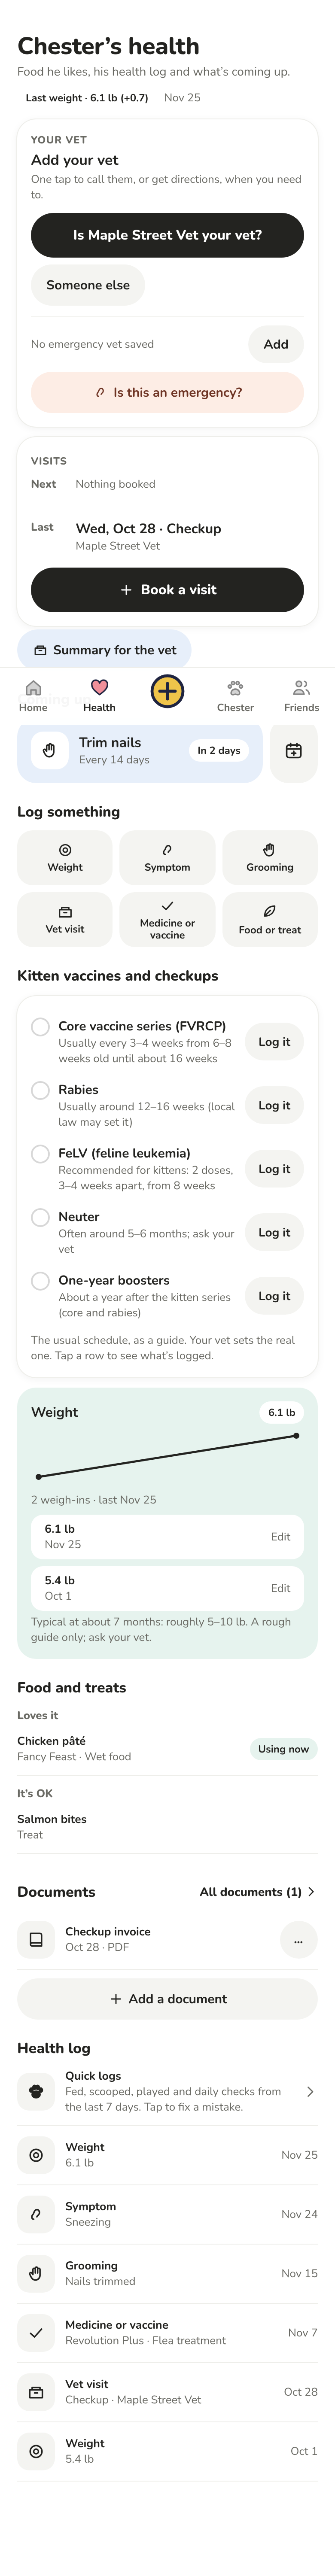 Chester's health
Food he likes, his health log and what's coming up.
Last weight · 6.1 lb (+0.7) Nov 25
YOUR VET
Add your vet
One tap to call them, or get directions, when you need
to.
Is Maple Street Vet your vet?
Someone else
No emergency vet saved
Add
Is this an emergency?
VISITS
Next Nothing booked
Last Wed, Oct 28 · Checkup
Maple Street Vet
Book a visit
Summary for the vet
Home
Health
Chester
Friends
Trim nails
Every 14 days
In 2 days
Log something
Weight
Symptom
Grooming
Vet visit
Medicine or
vaccine
Food or treat
Kitten vaccines and checkups
Core vaccine series (FVRCP)
Usually every 3–4 weeks from 6–8
weeks old until about 16 weeks
Log it
Rabies
Usually around 12–16 weeks (local
law may set it)
Log it
FeLV (feline leukemia)
Recommended for kittens: 2 doses,
3–4 weeks apart, from 8 weeks
Log it
Neuter
Often around 5–6 months; ask your
vet
Log it
One-year boosters
About a year after the kitten series
(core and rabies)
Log it
The usual schedule, as a guide. Your vet sets the real
one. Tap a row to see what's logged.
Weight
6.1 lb
2 weigh-ins · last Nov 25
6.1 lb
Nov 25
Edit
5.4 lb
Oct 1
Edit
Typical at about 7 months: roughly 5–10 lb. A rough
guide only; ask your vet.
Food and treats
Loves it
Chicken pâté
Fancy Feast · Wet food
Using now
It's OK
Salmon bites
Treat
Documents
All documents (1)
Checkup invoice
Oct 28 · PDF
...
Add a document
Health log
Quick logs
Fed, scooped, played and daily checks from
the last 7 days. Tap to fix a mistake.
Weight
6.1 lb
Nov 25
Symptom
Sneezing
Nov 24
Grooming
Nails trimmed
Nov 15
Medicine or vaccine
Revolution Plus · Flea treatment
Nov 7
Vet visit
Checkup · Maple Street Vet
Oct 28
Weight
5.4 lb
Oct 1